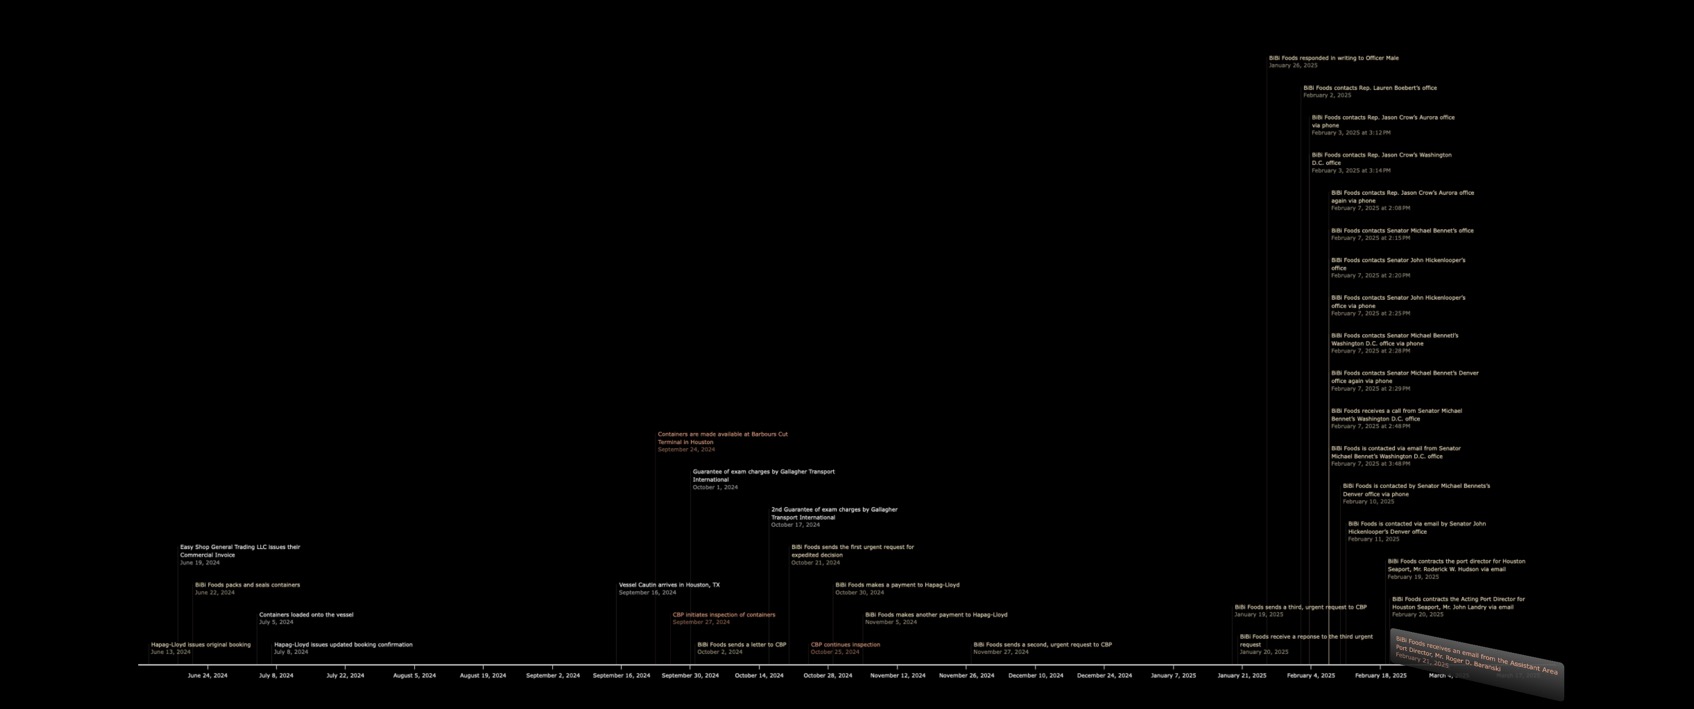 BiBi Foods responded in writing to Officer Male
January 26, 2025
BiBi Foods contacts Rep. Lauren Boebert's office
February 2, 2025
BiBi Foods contacts Rep. Jason Crow's Aurora office
via phone
February 3, 2025 at 3:12 PM
BiBi Foods contacts Rep. Jason Crow's Washington
D.C. office
February 3, 2025 at 3:14 PM
BiBi Foods contacts Rep. Jason Crow's Aurora office
again via phone
February 7, 2025 at 2:08 PM
BiBi Foods contacts Senator Michael Bennet's office
February 7, 2025 at 2:15 PM
BiBi Foods contacts Senator John Hickenlooper's
office
February 7, 2025 at 2:20 PM
BiBi Foods contacts Senator John Hickenlooper's
office via phone
February 7, 2025 at 2:25 PM
BiBi Foods contacts Senator Michael Bennetl's
Washington D.C. office via phone
February 7, 2025 at 2:28 PM
BiBi Foods contacts Senator Michael Bennet's Denver
office again via phone
February 7, 2025 at 2:29 PM
BiBi Foods receives a call from Senator Michael
Bennet's Washington D.C. office
February 7, 2025 at 2:48 PM
BiBi Foods is contacted via email from Senator
Michael Bennet's Washington D.C. office
February 7, 2025 at 3:48 PM
BiBi Foods is contacted by Senator Michael Bennets's
Denver office via phone
February 10, 2025
BiBi Foods is contacted via email by Senator John
Hickenlooper's Denver office
February 11, 2025
BiBi Foods contracts the port director for Houston
Seaport, Mr. Roderick W. Hudson via email
February 19, 2025
BiBi Foods contracts the Acting Port Director for
Houston Seaport, Mr. John Landry via email
February 20, 2025
BiBi Foods receives an email from the Assistant Area
Port Director, Mr. Roger D. Baranski
February 21, 2025
Containers are made available at Barbours Cut
Terminal in Houston
September 24, 2024
Guarantee of exam charges by Gallagher Transport
International
October 1, 2024
2nd Guarantee of exam charges by Gallagher
Transport International
October 17, 2024
Easy Shop General Trading LLC issues their
Commercial Invoice
June 19, 2024
BiBi Foods sends the first urgent request for
expedited decision
October 21, 2024
BiBi Foods packs and seals containers
June 22, 2024
Vessel Cautin arrives in Houston, TX
September 16, 2024
BiBi Foods makes a payment to Hapag-Lloyd
October 30, 2024
Containers loaded onto the vessel
July 5, 2024
CBP initiates inspection of containers
September 27, 2024
BiBi Foods makes another payment to Hapag-Lloyd
November 5, 2024
BiBi Foods sends a third, urgent request to CBP
January 19, 2025
Hapag-Lloyd issues original booking
June 13, 2024
Hapag-Lloyd issues updated booking confirmation
July 8, 2024
BiBi Foods sends a letter to CBP
October 2, 2024
CBP continues inspection
October 25, 2024
BiBi Foods sends a second, urgent request to CBP
November 27, 2024
BiBi Foods receive a reponse to the third urgent
request
January 20, 2025
June 24, 2024
July 8, 2024
July 22, 2024
August 5, 2024
August 19, 2024
September 2, 2024
September 16, 2024
September 30, 2024
October 14, 2024
October 28, 2024
November 12, 2024
November 26, 2024
December 10, 2024
December 24, 2024
January 7, 2025
January 21, 2025
February 4, 2025
February 18, 2025
March